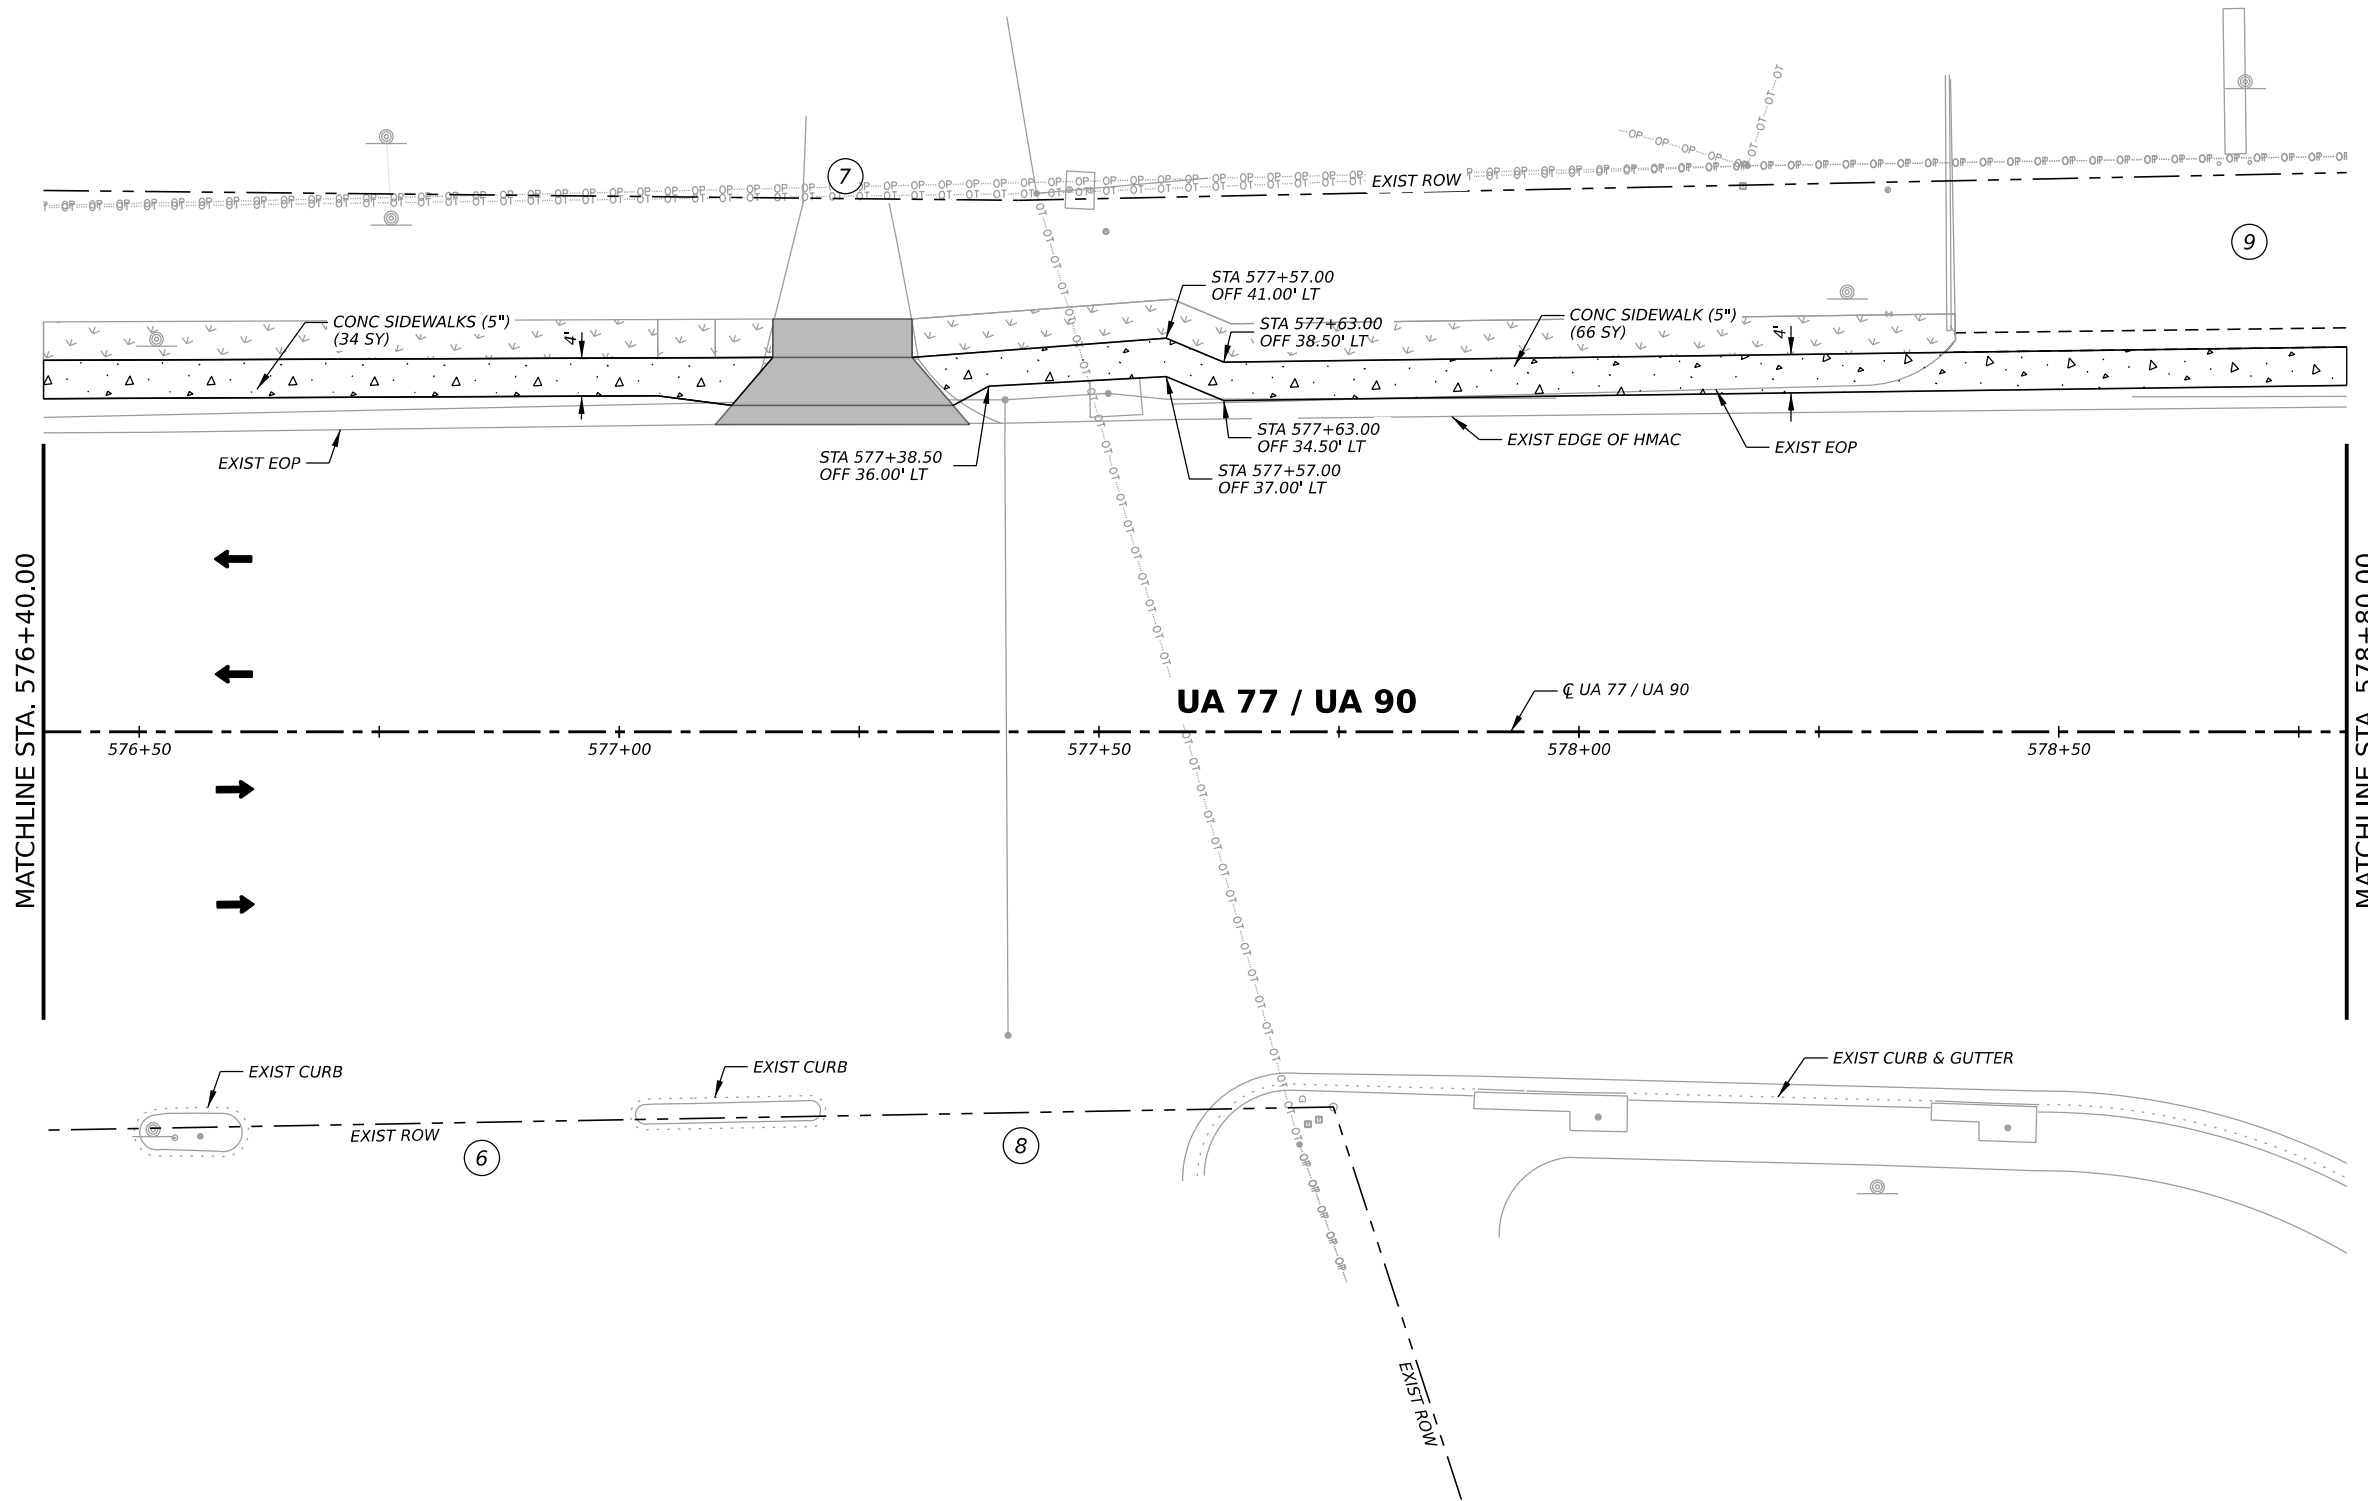 7
EXIST ROW
9
STA 577+57.00
OFF 41.00' LT
CONC SIDEWALKS (5")
(34 SY)
4'
STA 577+63.00
OFF 38.50' LT
CONC SIDEWALK (5")
(66 SY)
4'
EXIST EOP
STA 577+38.50
OFF 36.00' LT
STA 577+63.00
OFF 34.50' LT
STA 577+57.00
OFF 37.00' LT
EXIST EDGE OF HMAC
EXIST EOP
MATCHLINE STA. 576+40.00
MATCHLINE STA. 578+80.00
UA 77 / UA 90
℄ UA 77 / UA 90
576+50
577+00
577+50
578+00
578+50
EXIST CURB
EXIST CURB
EXIST CURB & GUTTER
EXIST ROW
6
8
EXIST ROW